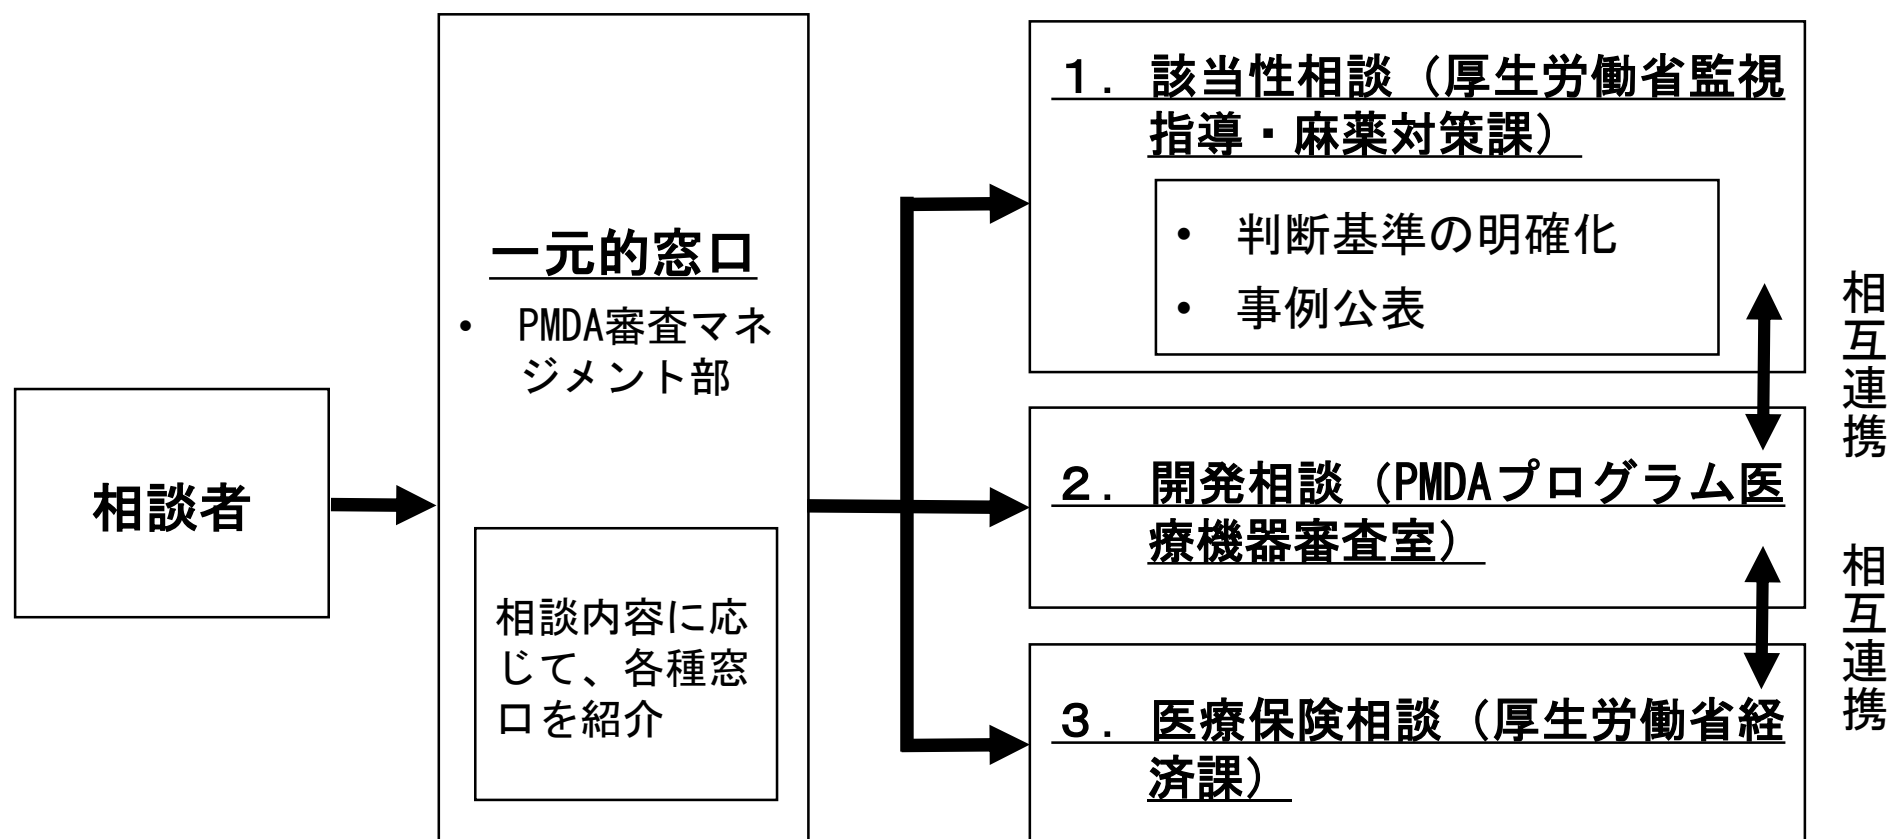 相談者
一元的窓口
• PMDA審査マネ
ジメント部
相談内容に応
じて、各種窓
口を紹介
１．該当性相談（厚生労働省監視
指導・麻薬対策課）
• 判断基準の明確化
• 事例公表
２．開発相談（PMDAプログラム医
療機器審査室）
３．医療保険相談（厚生労働省経
済課）
相互連携
相互連携